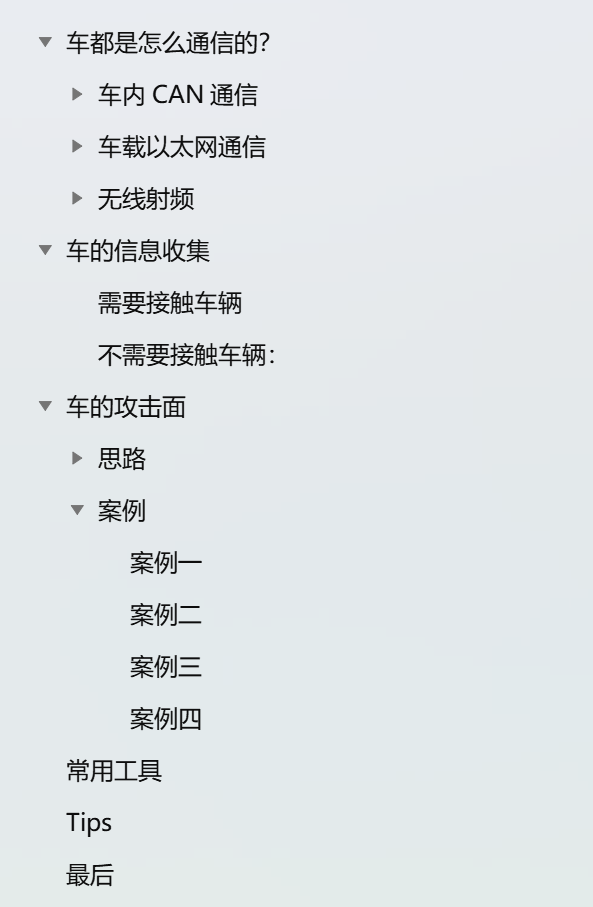 车都是怎么通信的？
车内 CAN 通信
车载以太网通信
无线射频
车的信息收集
需要接触车辆
不需要接触车辆：
车的攻击面
思路
案例
案例一
案例二
案例三
案例四
常用工具
Tips
最后